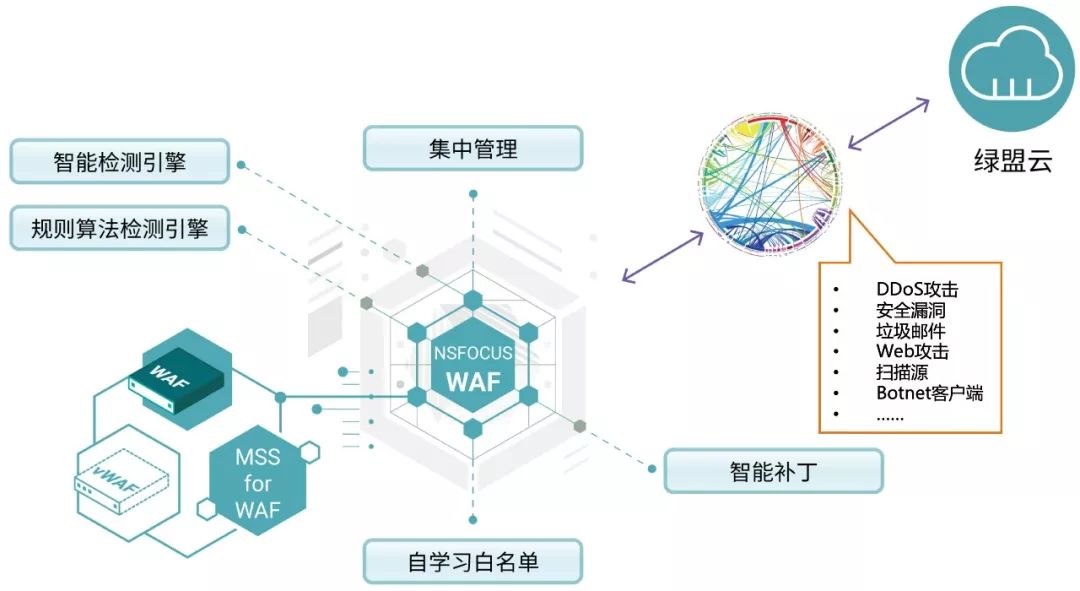 绿盟云
集中管理
智能检测引擎
规则算法检测引擎
• DDoS攻击
• 安全漏洞
• 垃圾邮件
• Web攻击
• 扫描源
• Botnet客户端
• ......
NSFOCUS
WAF
WAF
vWAF
MSS
for
WAF
智能补丁
自学习白名单